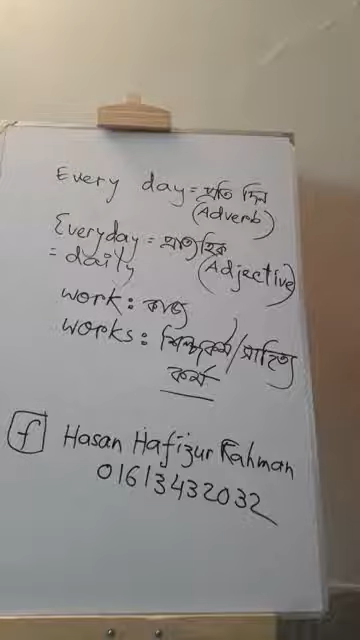 Every day = প্রতি দিন
(Adverb)
Everyday = প্রাত্যহিক
= daily (Adjective)
work : কাজ
works : শিল্পকর্ম/সাহিত্য
কর্ম
f Hasan Hafizur Rahman
01613432032